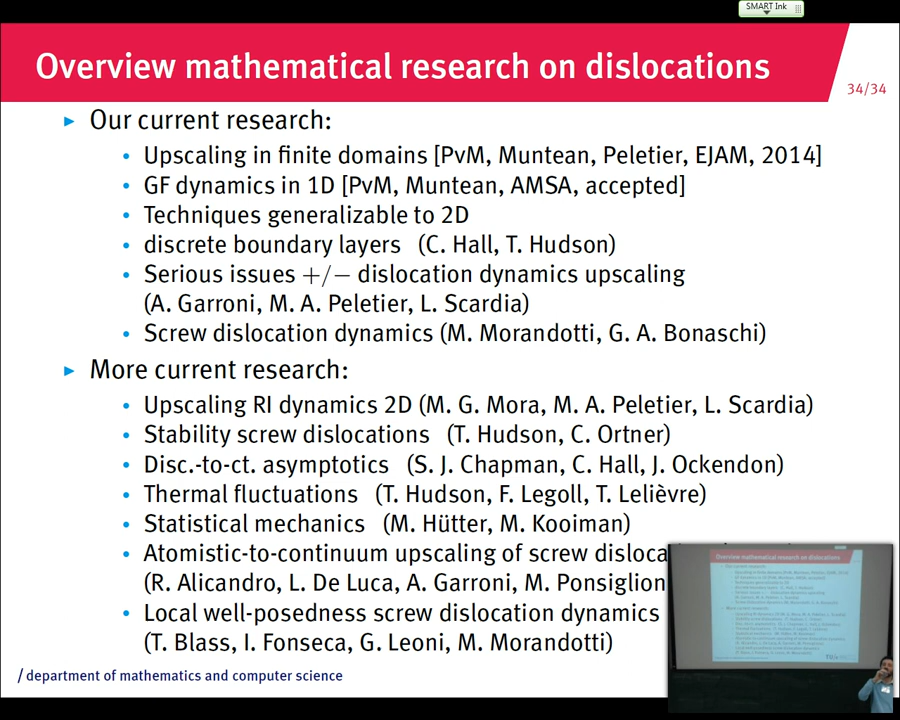 SMART Ink
Overview mathematical research on dislocations
34/34
Our current research:
Upscaling in finite domains [PvM, Muntean, Peletier, EJAM, 2014]
GF dynamics in 1D [PvM, Muntean, AMSA, accepted]
Techniques generalizable to 2D
discrete boundary layers (C. Hall, T. Hudson)
Serious issues +/− dislocation dynamics upscaling
(A. Garroni, M. A. Peletier, L. Scardia)
Screw dislocation dynamics (M. Morandotti, G. A. Bonaschi)
More current research:
Upscaling RI dynamics 2D (M. G. Mora, M. A. Peletier, L. Scardia)
Stability screw dislocations (T. Hudson, C. Ortner)
Disc.-to-ct. asymptotics (S. J. Chapman, C. Hall, J. Ockendon)
Thermal fluctuations (T. Hudson, F. Legoll, T. Lelièvre)
Statistical mechanics (M. Hütter, M. Kooiman)
Atomistic-to-continuum upscaling of screw disloca
(R. Alicandro, L. De Luca, A. Garroni, M. Ponsiglion
Local well-posedness screw dislocation dynamics
(T. Blass, I. Fonseca, G. Leoni, M. Morandotti)
/ department of mathematics and computer science
Overview mathematical research on dislocations